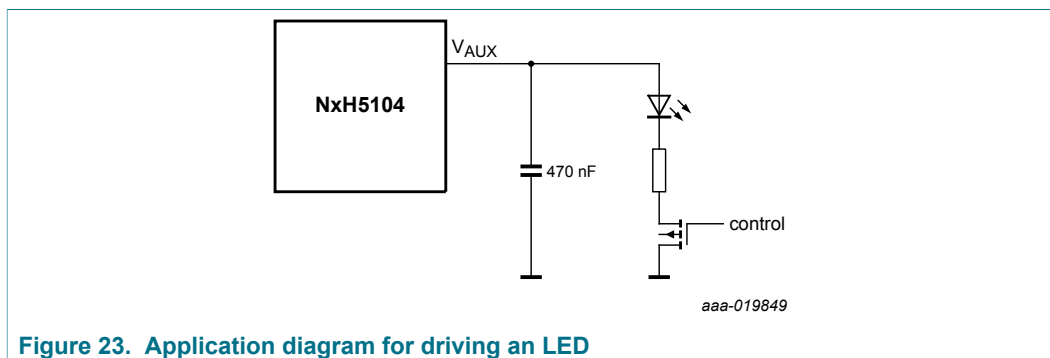 V_AUX
NxH5104
470 nF
control
aaa-019849
Figure 23. Application diagram for driving an LED